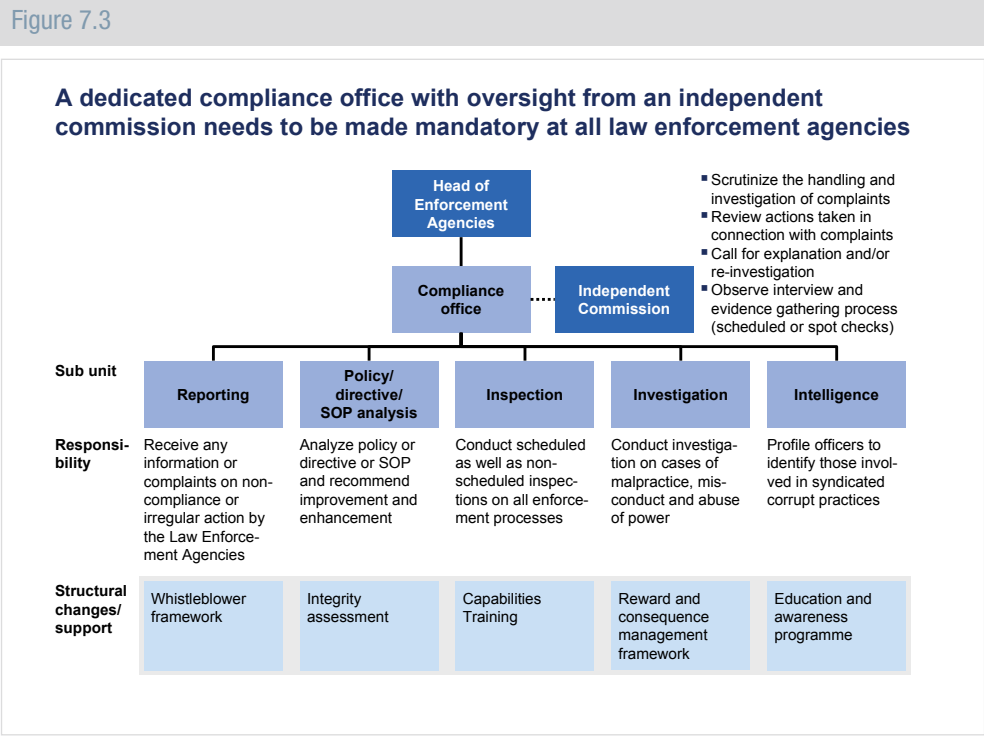 Figure 7.3
A dedicated compliance office with oversight from an independent
commission needs to be made mandatory at all law enforcement agencies
Head of
Enforcement
Agencies
Compliance
office
Independent
Commission
▪ Scrutinize the handling and
investigation of complaints
▪ Review actions taken in
connection with complaints
▪ Call for explanation and/or
re-investigation
▪ Observe interview and
evidence gathering process
(scheduled or spot checks)
Sub unit
Reporting
Policy/
directive/
SOP analysis
Inspection
Investigation
Intelligence
Responsi-
bility
Receive any
information or
complaints on non-
compliance or
irregular action by
the Law Enforce-
ment Agencies
Analyze policy or
directive or SOP
and recommend
improvement and
enhancement
Conduct scheduled
as well as non-
scheduled inspec-
tions on all enforce-
ment processes
Conduct investiga-
tion on cases of
malpractice, mis-
conduct and abuse
of power
Profile officers to
identify those invol-
ved in syndicated
corrupt practices
Structural
changes/
support
Whistleblower
framework
Integrity
assessment
Capabilities
Training
Reward and
consequence
management
framework
Education and
awareness
programme